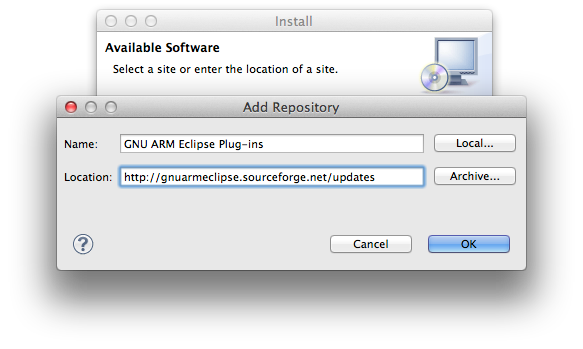 Install
Available Software
Select a site or enter the location of a site.
Add Repository
Name: GNU ARM Eclipse Plug-ins Local...
Location: http://gnuarmeclipse.sourceforge.net/updates Archive...
? Cancel OK